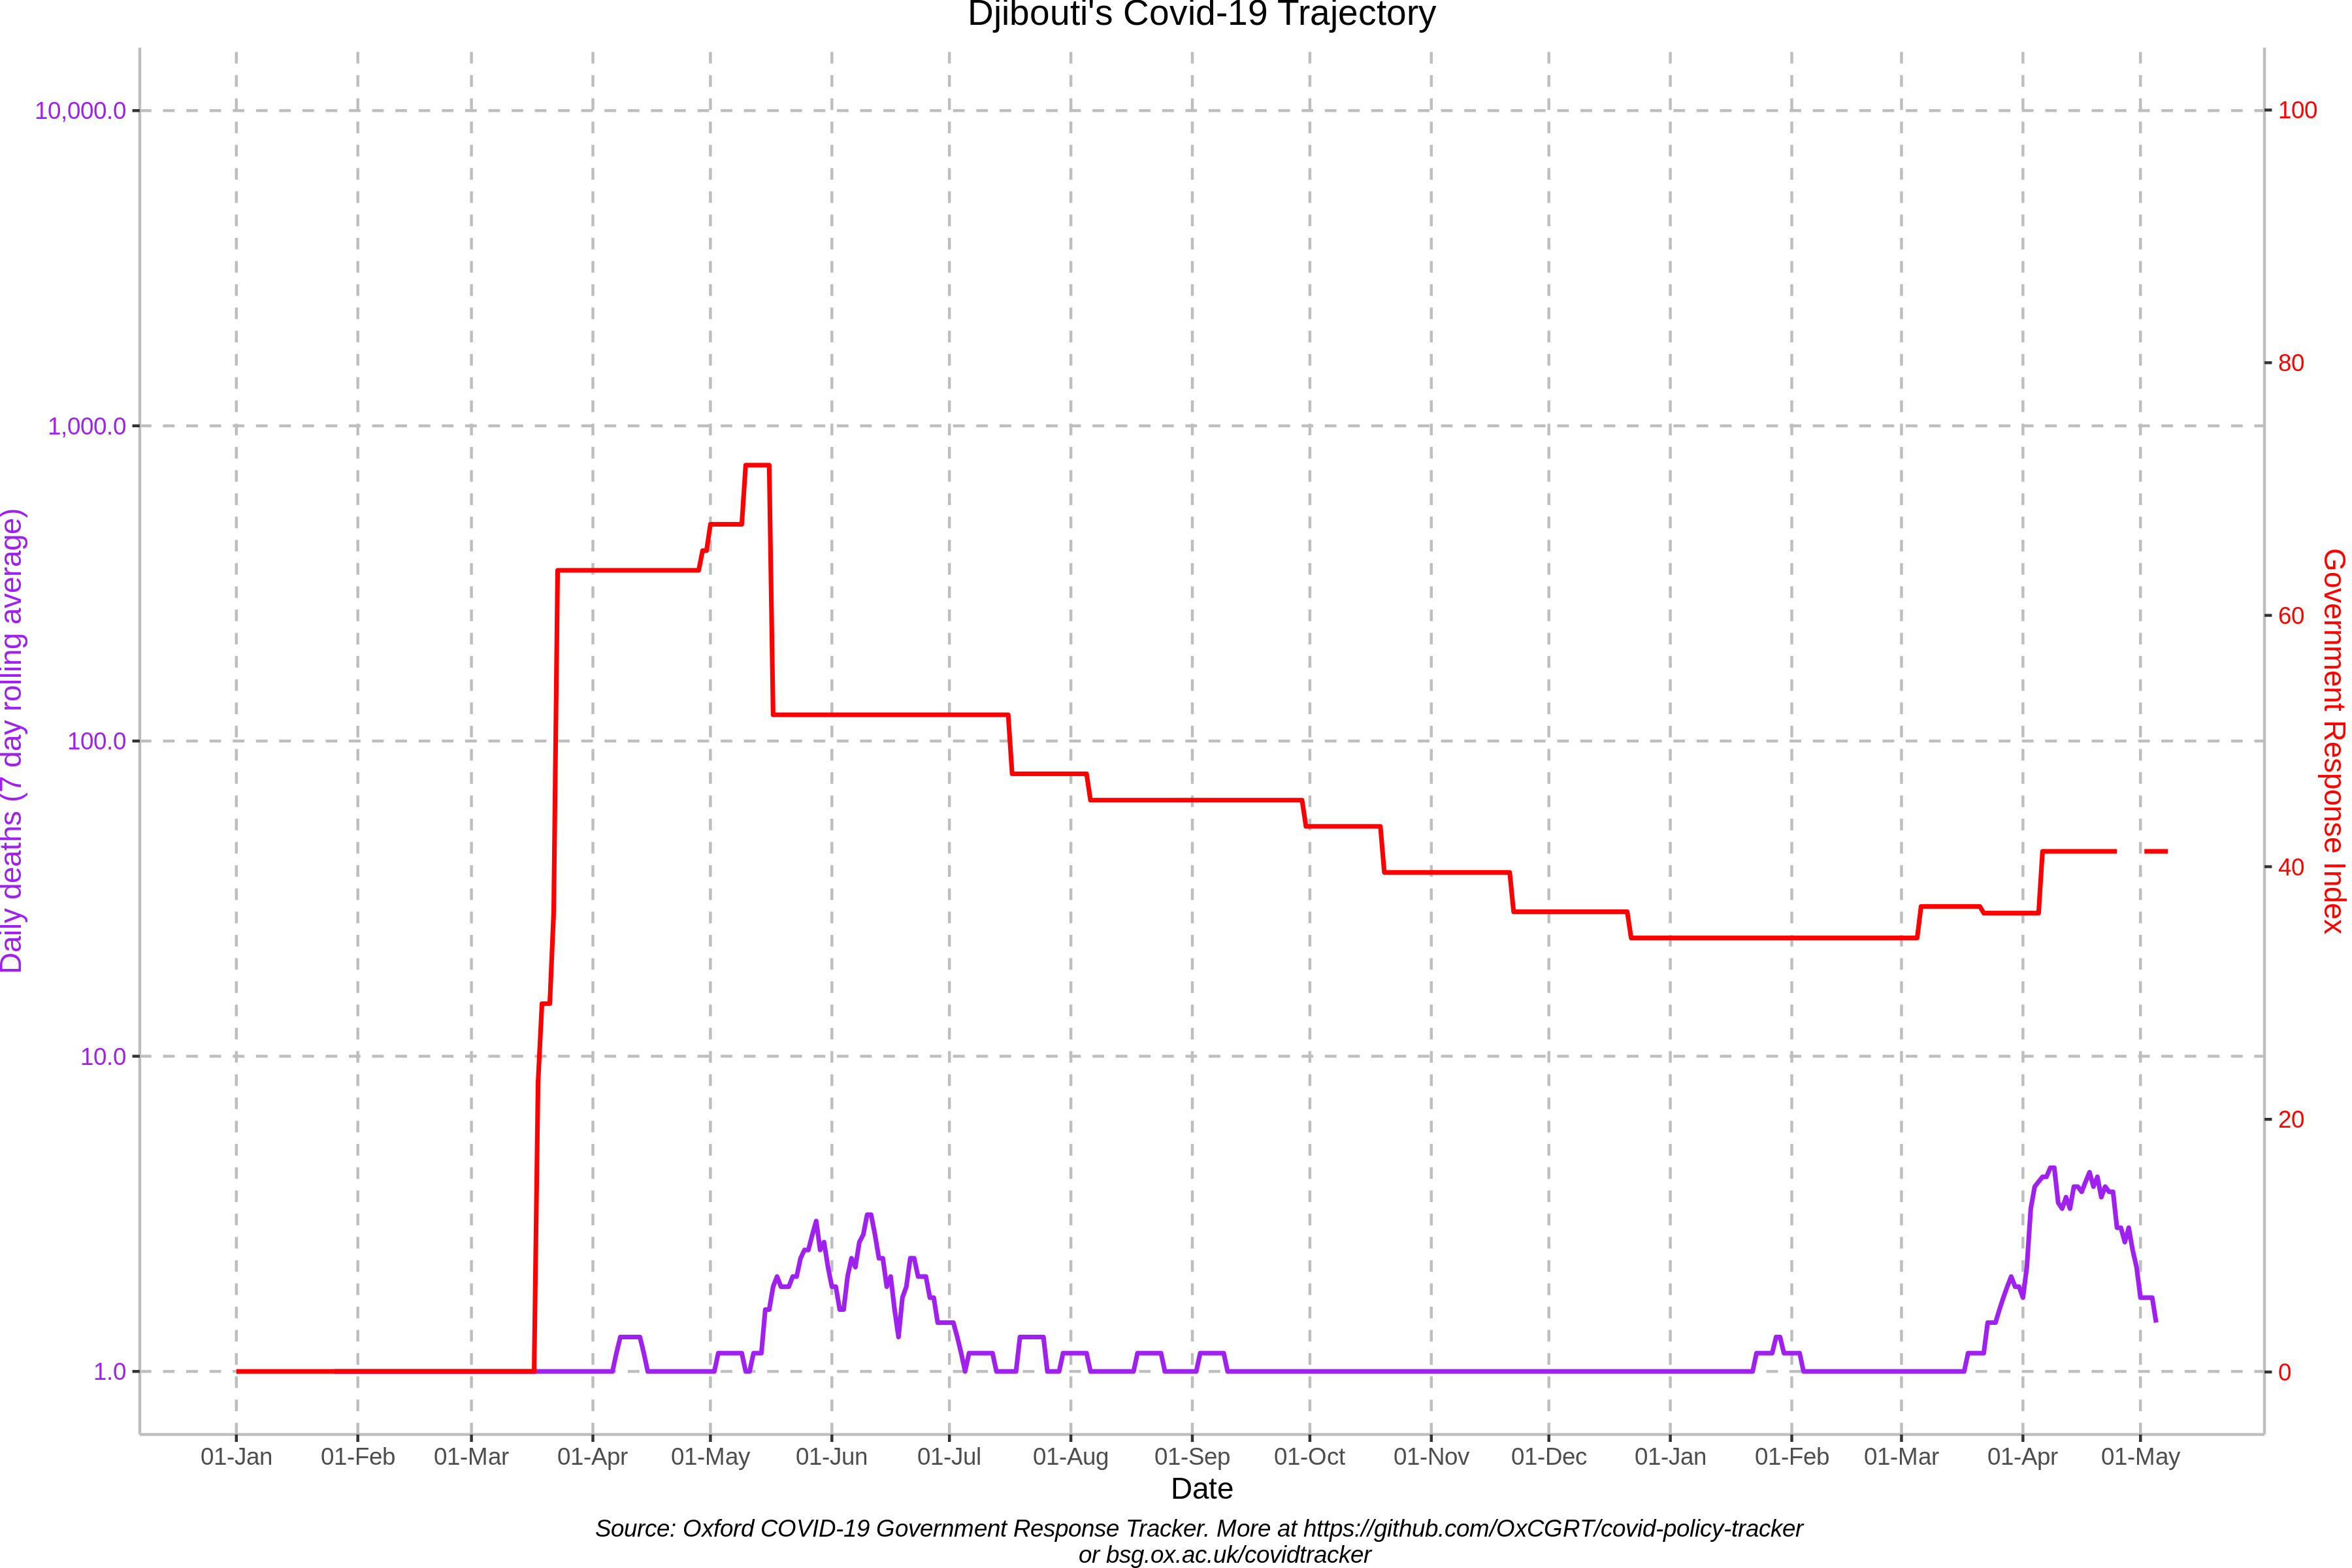 Djibouti's Covid-19 Trajectory
10,000.0
1,000.0
100.0
10.0
1.0
Daily deaths (7 day rolling average)
100
80
60
40
20
0
Government Response Index
01-Jan 01-Feb 01-Mar 01-Apr 01-May 01-Jun 01-Jul 01-Aug 01-Sep 01-Oct 01-Nov 01-Dec 01-Jan 01-Feb 01-Mar 01-Apr 01-May
Date
Source: Oxford COVID-19 Government Response Tracker. More at https://github.com/OxCGRT/covid-policy-tracker
or bsg.ox.ac.uk/covidtracker